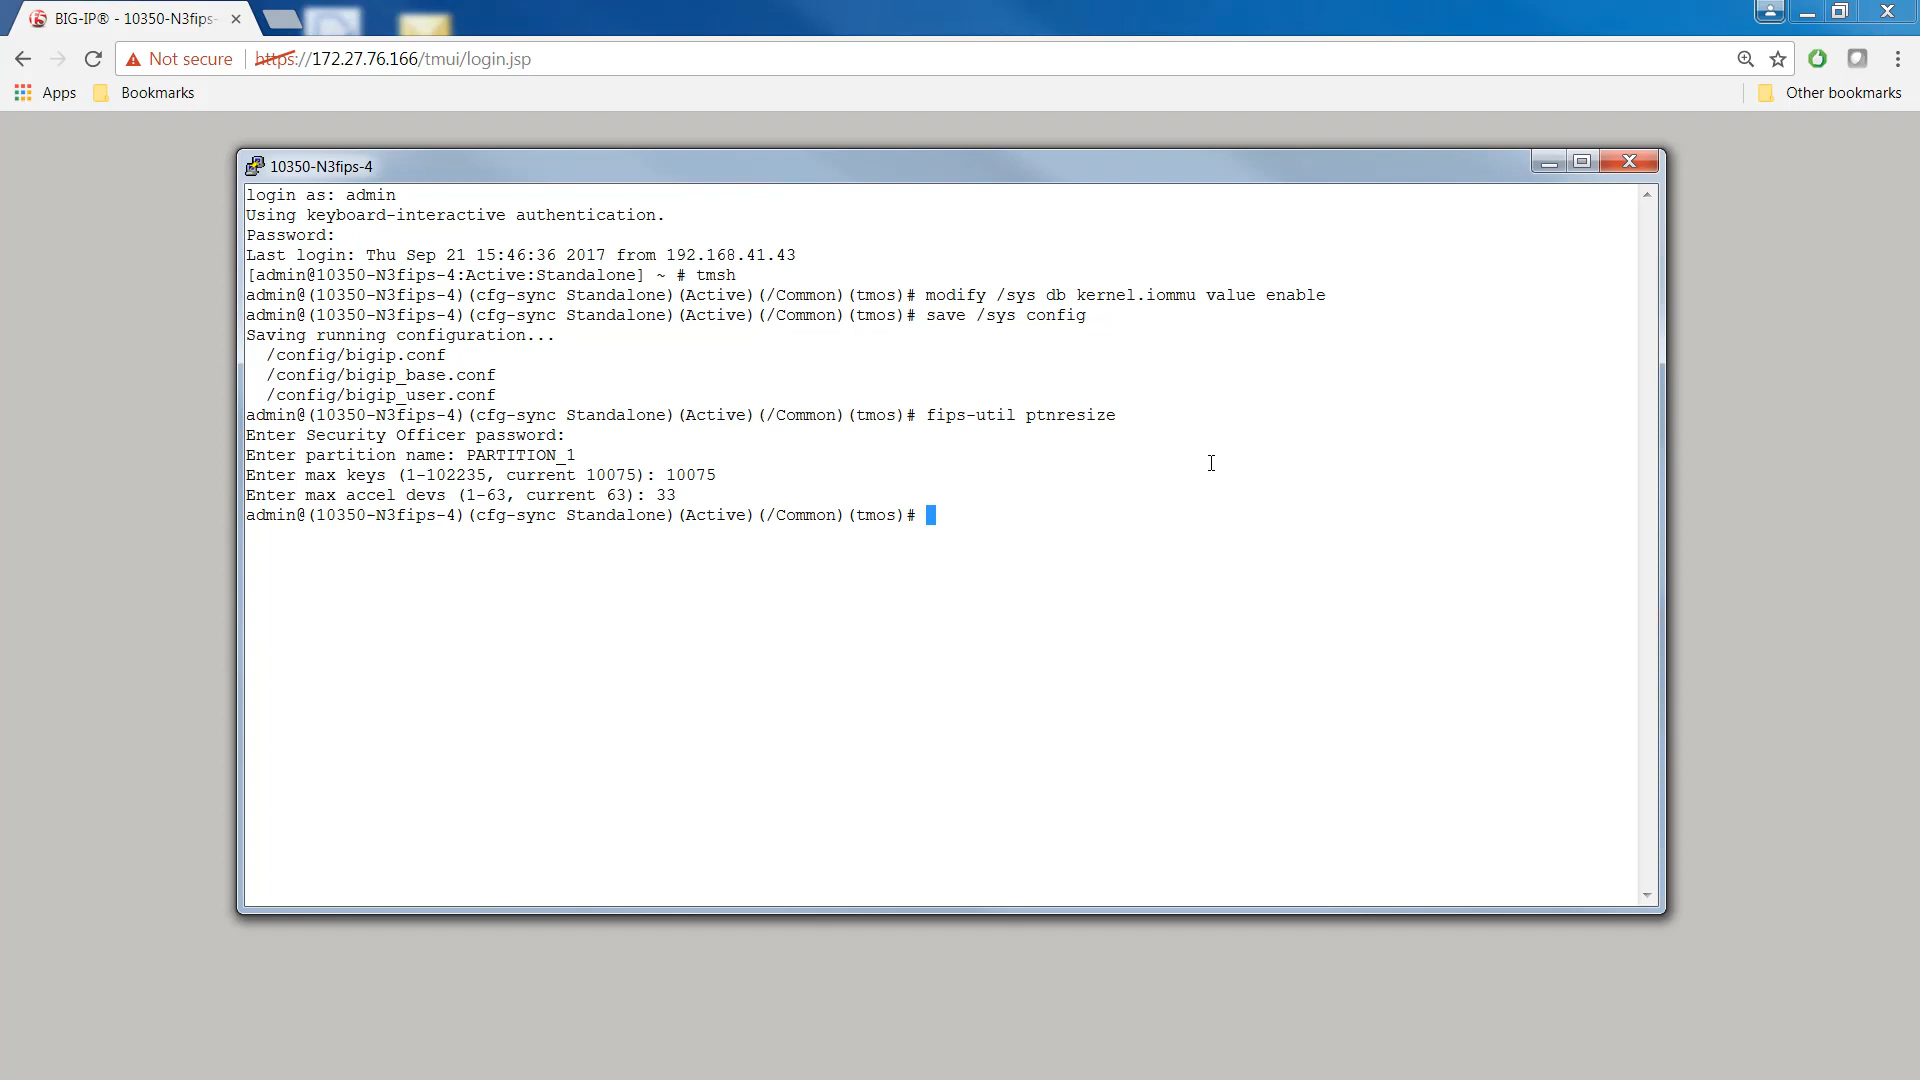 BIG-IP® - 10350-N3fips-
Not secure https://172.27.76.166/tmui/login.jsp
Apps Bookmarks Other bookmarks
10350-N3fips-4
login as: admin
Using keyboard-interactive authentication.
Password:
Last login: Thu Sep 21 15:46:36 2017 from 192.168.41.43
[admin@10350-N3fips-4:Active:Standalone] ~ # tmsh
admin@(10350-N3fips-4)(cfg-sync Standalone)(Active)(/Common)(tmos)# modify /sys db kernel.iommu value enable
admin@(10350-N3fips-4)(cfg-sync Standalone)(Active)(/Common)(tmos)# save /sys config
Saving running configuration...
  /config/bigip.conf
  /config/bigip_base.conf
  /config/bigip_user.conf
admin@(10350-N3fips-4)(cfg-sync Standalone)(Active)(/Common)(tmos)# fips-util ptnresize
Enter Security Officer password:
Enter partition name: PARTITION_1
Enter max keys (1-102235, current 10075): 10075
Enter max accel devs (1-63, current 63): 33
admin@(10350-N3fips-4)(cfg-sync Standalone)(Active)(/Common)(tmos)#